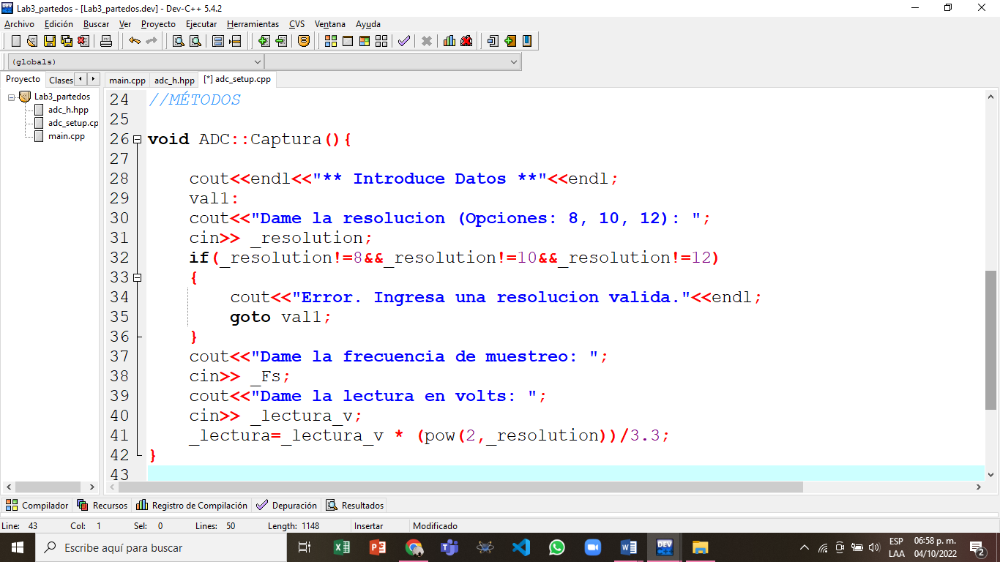 Lab3_partedos - [Lab3_partedos.dev] - Dev-C++ 5.4.2
Archivo Edición Buscar Ver Proyecto Ejecutar Herramientas CVS Ventana Ayuda
(globals)
Proyecto Clases main.cpp adc_h.hpp [*] adc_setup.cpp
Lab3_partedos
adc_h.hpp
adc_setup.cp
main.cpp
24 //MÉTODOS
25
26 void ADC::Captura(){
27
28 cout<<endl<<"** Introduce Datos **"<<endl;
29 val1:
30 cout<<"Dame la resolucion (Opciones: 8, 10, 12): ";
31 cin>> _resolution;
32 if(_resolution!=8&&_resolution!=10&&_resolution!=12)
33 {
34 cout<<"Error. Ingresa una resolucion valida."<<endl;
35 goto val1;
36 }
37 cout<<"Dame la frecuencia de muestreo: ";
38 cin>> _Fs;
39 cout<<"Dame la lectura en volts: ";
40 cin>> _lectura_v;
41 _lectura=_lectura_v * (pow(2,_resolution))/3.3;
42 }
43
Compilador Recursos Registro de Compilación Depuración Resultados
Line: 43 Col: 1 Sel: 0 Lines: 50 Length: 1148 Insertar Modificado
Escribe aquí para buscar
ESP 06:58 p. m.
LAA 04/10/2022
2